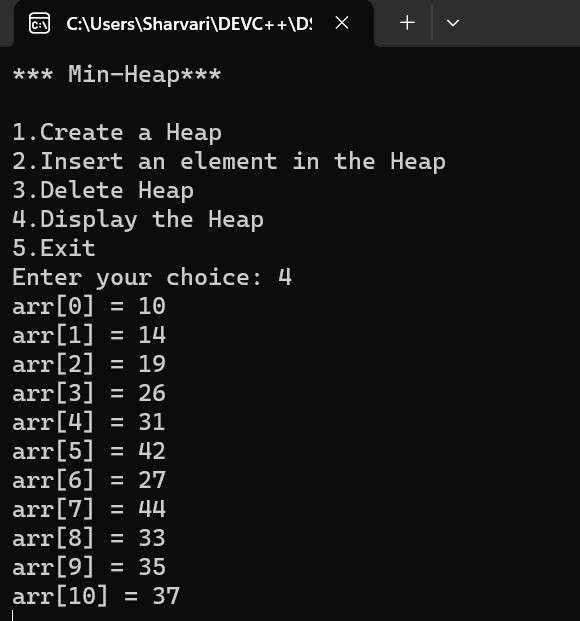 C:\Users\Sharvari\DEVC++\DS
*** Min-Heap***
1.Create a Heap
2.Insert an element in the Heap
3.Delete Heap
4.Display the Heap
5.Exit
Enter your choice: 4
arr[0] = 10
arr[1] = 14
arr[2] = 19
arr[3] = 26
arr[4] = 31
arr[5] = 42
arr[6] = 27
arr[7] = 44
arr[8] = 33
arr[9] = 35
arr[10] = 37